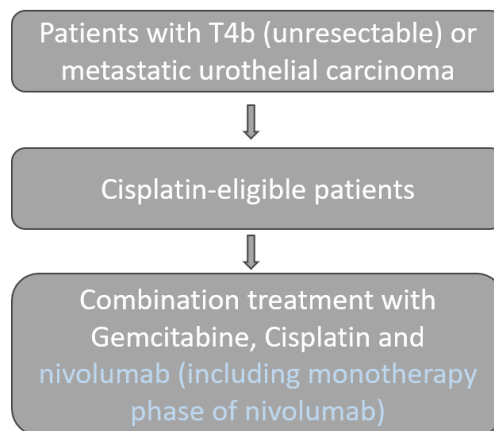 Patients with T4b (unresectable) or
metastatic urothelial carcinoma
Cisplatin-eligible patients
Combination treatment with
Gemcitabine, Cisplatin and
nivolumab (including monotherapy
phase of nivolumab)